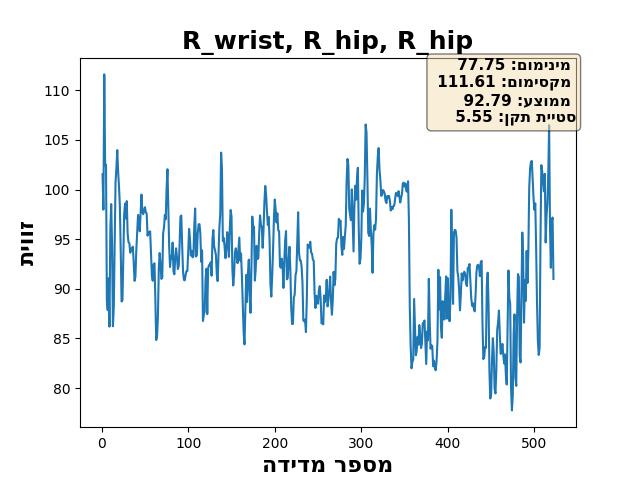 R_wrist, R_hip, R_hip
מינימום: 77.75
מקסימום: 111.61
ממוצע: 92.79
סטיית תקן: 5.55
זווית
110
105
100
95
90
85
80
0 100 200 300 400 500
מספר מדידה